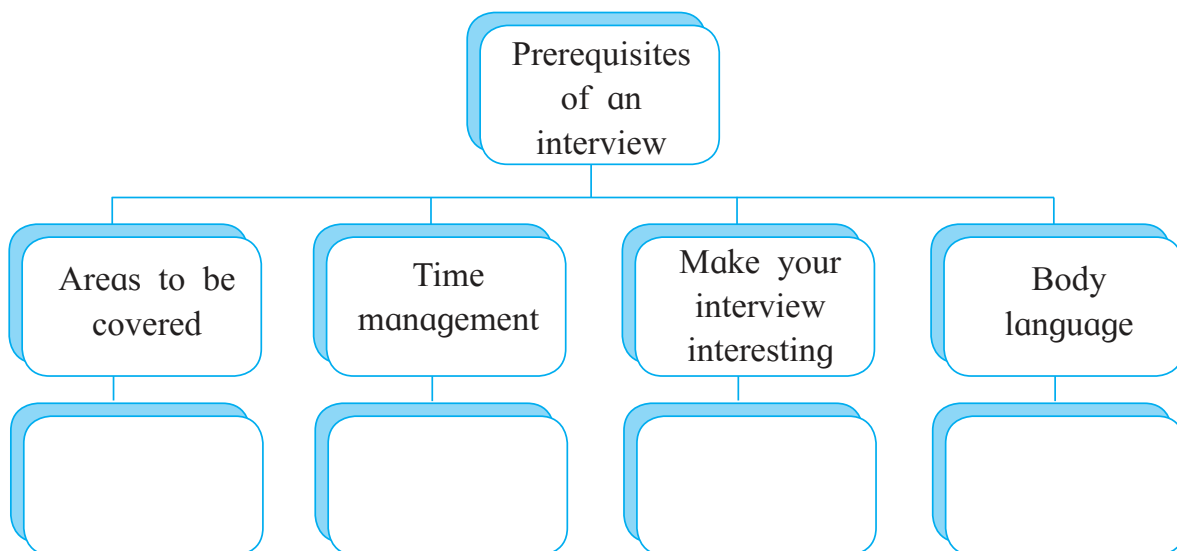 Prerequisites
of an
interview
Areas to be
covered
Time
management
Make your
interview
interesting
Body
language